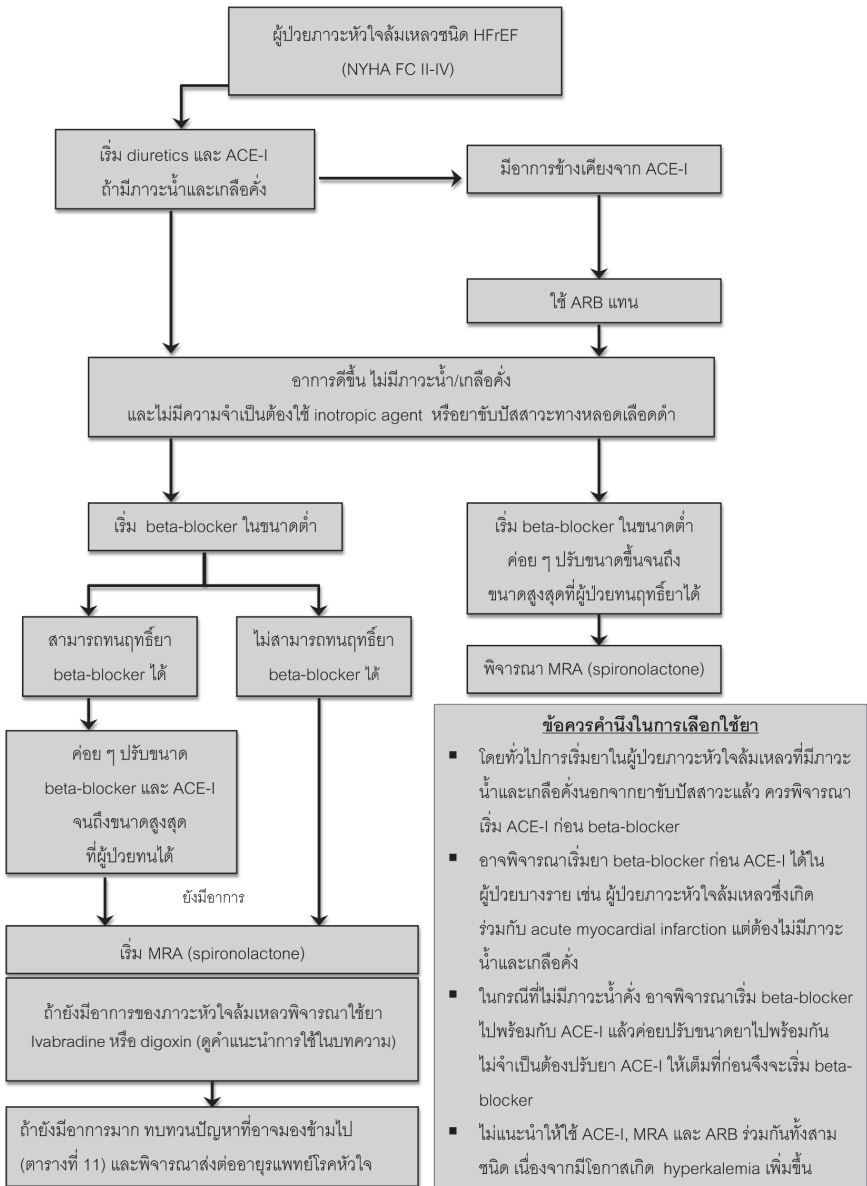 ผู้ป่วยภาวะหัวใจล้มเหลวชนิด HFrEF
(NYHA FC II-IV)
เริ่ม diuretics และ ACE-I
ถ้ามีภาวะน้ำและเกลือคั่ง
มีอาการข้างเคียงจาก ACE-I
ใช้ ARB แทน
อาการดีขึ้น ไม่มีภาวะน้ำ/เกลือคั่ง
และไม่มีความจำเป็นต้องใช้ inotropic agent หรือยาขับปัสสาวะทางหลอดเลือดดำ
เริ่ม beta-blocker ในขนาดต่ำ
สามารถทนฤทธิ์ยา
beta-blocker ได้
ไม่สามารถทนฤทธิ์ยา
beta-blocker ได้
ค่อย ๆ ปรับขนาด
beta-blocker และ ACE-I
จนถึงขนาดสูงสุด
ที่ผู้ป่วยทนได้
ยังมีอาการ
เริ่ม MRA (spironolactone)
ถ้ายังมีอาการของภาวะหัวใจล้มเหลวพิจารณาใช้ยา
Ivabradine หรือ digoxin (ดูคำแนะนำการใช้ในบทความ)
ถ้ายังมีอาการมาก ทบทวนปัญหาที่อาจมองข้ามไป
(ตารางที่ 11) และพิจารณาส่งต่ออายุรแพทย์โรคหัวใจ
เริ่ม beta-blocker ในขนาดต่ำ
ค่อย ๆ ปรับขนาดขึ้นจนถึง
ขนาดสูงสุดที่ผู้ป่วยทนฤทธิ์ยาได้
พิจารณา MRA (spironolactone)
ข้อควรคำนึงในการเลือกใช้ยา
▪ โดยทั่วไปการเริ่มยาในผู้ป่วยภาวะหัวใจล้มเหลวที่มีภาวะ
น้ำและเกลือคั่งนอกจากยาขับปัสสาวะแล้ว ควรพิจารณา
เริ่ม ACE-I ก่อน beta-blocker
▪ อาจพิจารณาเริ่มยา beta-blocker ก่อน ACE-I ได้ใน
ผู้ป่วยบางราย เช่น ผู้ป่วยภาวะหัวใจล้มเหลวซึ่งเกิด
ร่วมกับ acute myocardial infarction แต่ต้องไม่มีภาวะ
น้ำและเกลือคั่ง
▪ ในกรณีที่ไม่มีภาวะน้ำคั่ง อาจพิจารณาเริ่ม beta-blocker
ไปพร้อมกับ ACE-I แล้วค่อยปรับขนาดยาไปพร้อมกัน
ไม่จำเป็นต้องปรับยา ACE-I ให้เต็มที่ก่อนจึงจะเริ่ม beta-
blocker
▪ ไม่แนะนำให้ใช้ ACE-I, MRA และ ARB ร่วมกันทั้งสาม
ชนิด เนื่องจากมีโอกาสเกิด hyperkalemia เพิ่มขึ้น